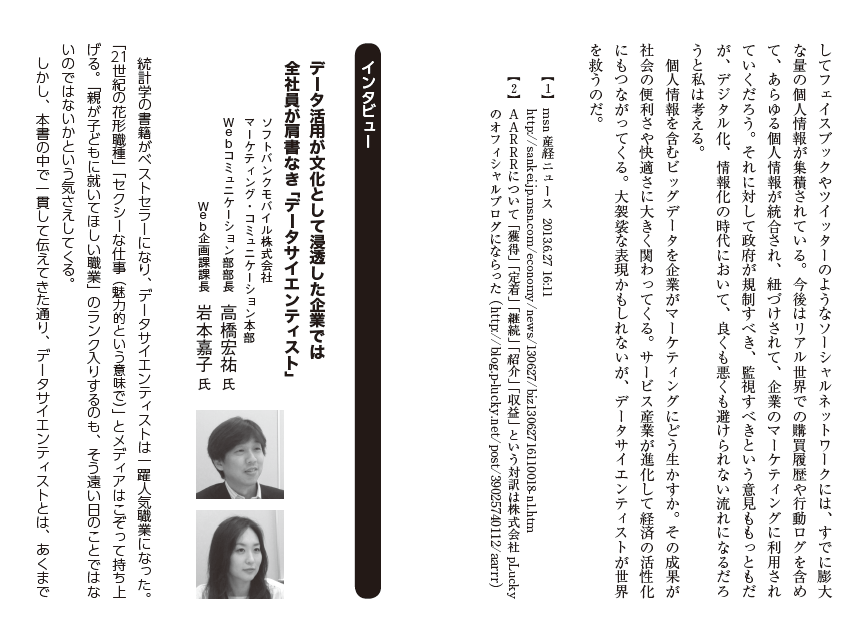 してフェイスブックやツイッターのようなソーシャルネットワークには、すでに膨大
な量の個人情報が集積されている。今後はリアル世界での購買履歴や行動ログを含め
て、あらゆる個人情報が統合され、紐づけされて、企業のマーケティングに利用され
ていくだろう。それに対して政府が規制すべき、監視すべきという意見ももっともだ
が、デジタル化、情報化の時代において、良くも悪くも避けられない流れになるだろ
うと私は考える。
個人情報を含むビッグデータを企業がマーケティングにどう生かすか。その成果が
社会の便利さや快適さに大きく関わってくる。サービス産業が進化して経済の活性化
にもつながってくる。大袈裟な表現かもしれないが、データサイエンティストが世界
を救うのだ。
【1】 msn 産経ニュース 2013.6.27 16:11
http://sankei.jp.msn.com/economy/news/130627/biz13062716110018-n1.htm
【2】 AARRRについて「獲得」「定着」「継続」「紹介」「収益」という対訳は株式会社 pLucky
のオフィシャルブログにならった (http://blog.p-lucky.net/post/39025740112/aarrr)
インタビュー
データ活用が文化として浸透した企業では
全社員が肩書なき「データサイエンティスト」
ソフトバンクモバイル株式会社
マーケティング・コミュニケーション本部
Webコミュニケーション部部長 高橋宏祐 氏
Web企画課課長 岩本嘉子 氏
統計学の書籍がベストセラーになり、データサイエンティストは一躍人気職業になった。
「21世紀の花形職種」「セクシーな仕事（魅力的という意味で）」とメディアはこぞって持ち上
げる。「親が子どもに就いてほしい職業」のランク入りするのも、そう遠い日のことではな
いのではないかという気さえしてくる。
しかし、本書の中で一貫して伝えてきた通り、データサイエンティストとは、あくまで